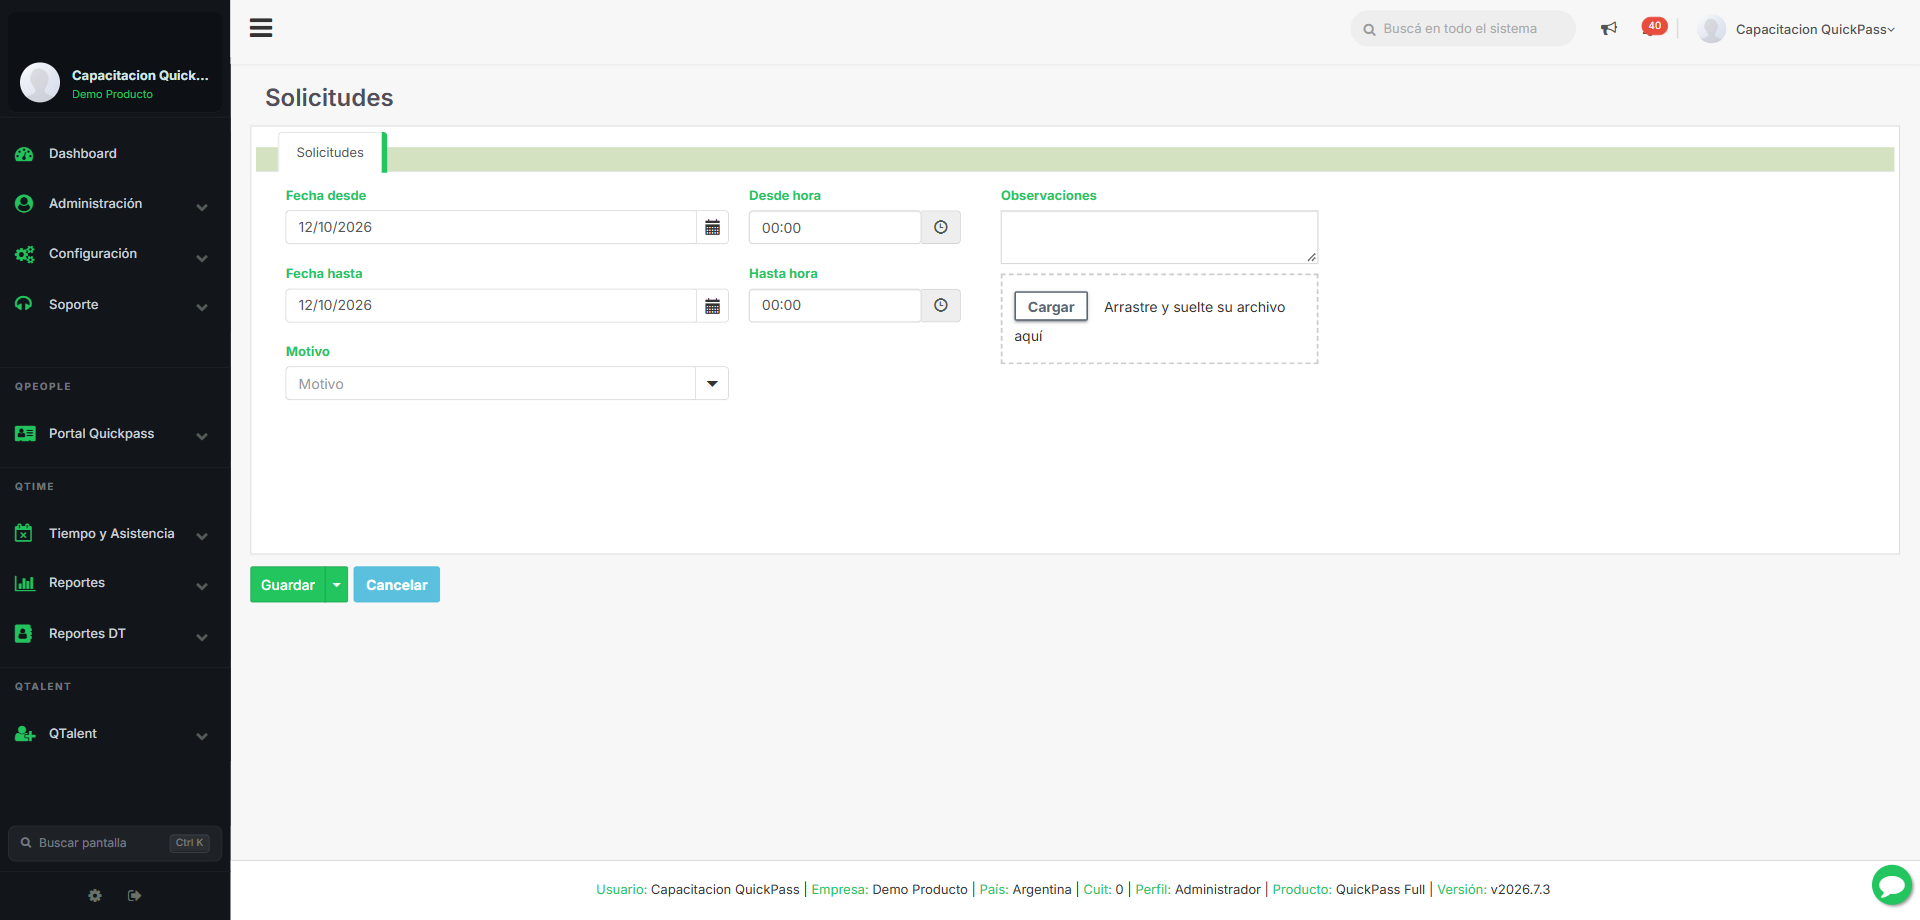 Capacitacion Quick...
Demo Producto
Dashboard
Administración
Configuración
Soporte
QPEOPLE
Portal Quickpass
QTIME
Tiempo y Asistencia
Reportes
Reportes DT
QTALENT
QTalent
Buscar pantalla
Ctrl K
Buscá en todo el sistema
40
Capacitacion QuickPass
Solicitudes
Solicitudes
Fecha desde
12/10/2026
Desde hora
00:00
Observaciones
Fecha hasta
12/10/2026
Hasta hora
00:00
Cargar Arrastre y suelte su archivo
aquí
Motivo
Motivo
Guardar
Cancelar
Usuario: Capacitacion QuickPass | Empresa: Demo Producto | País: Argentina | Cuit: 0 | Perfil: Administrador | Producto: QuickPass Full | Versión: v2026.7.3